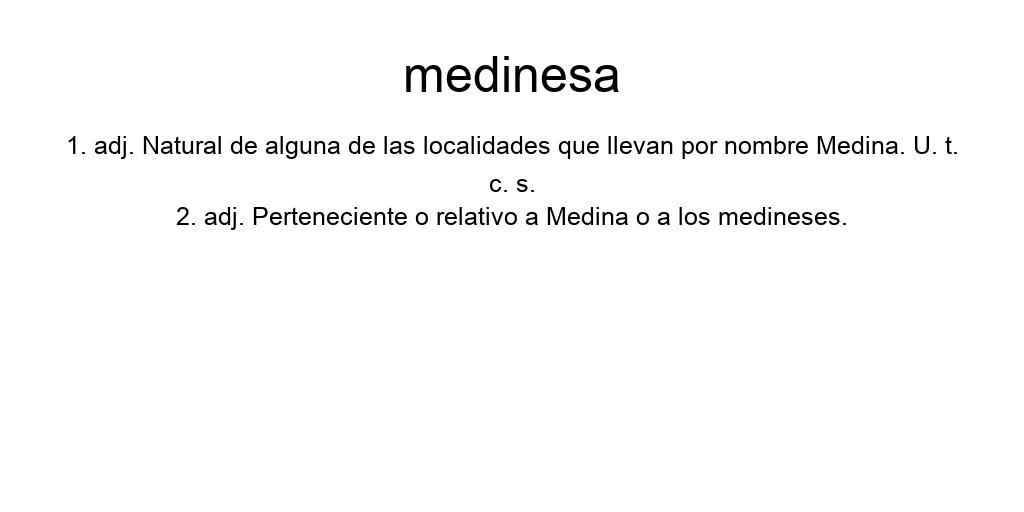 medinesa
1. adj. Natural de alguna de las localidades que llevan por nombre Medina. U. t.
c. s.
2. adj. Perteneciente o relativo a Medina o a los medineses.